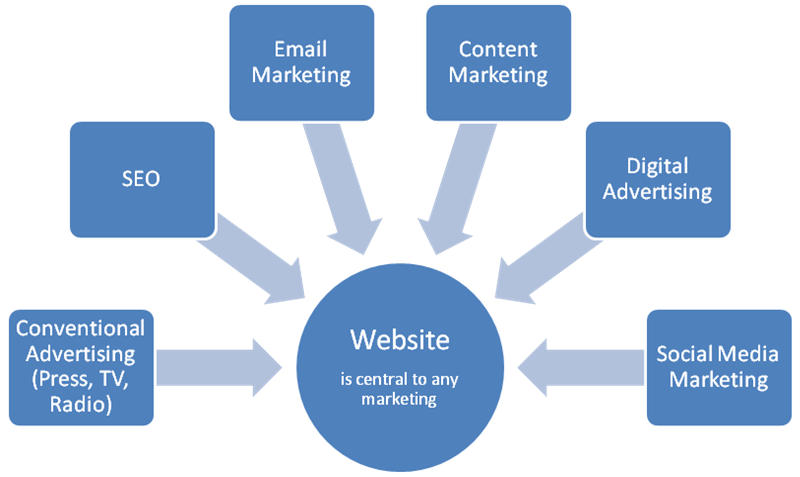 Email
Marketing
Content
Marketing
SEO
Digital
Advertising
Conventional
Advertising
(Press, TV,
Radio)
Website
is central to any
marketing
Social Media
Marketing